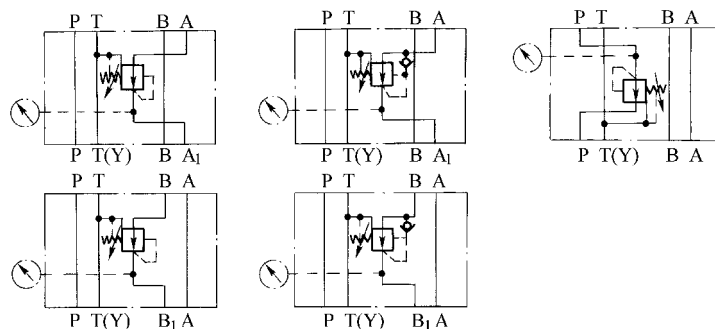 P T B A P T B A P T B A
P T(Y) B A₁ P T(Y) B A₁ P T(Y) B A
P T B A P T B A
P T(Y) B₁ A P T(Y) B₁ A